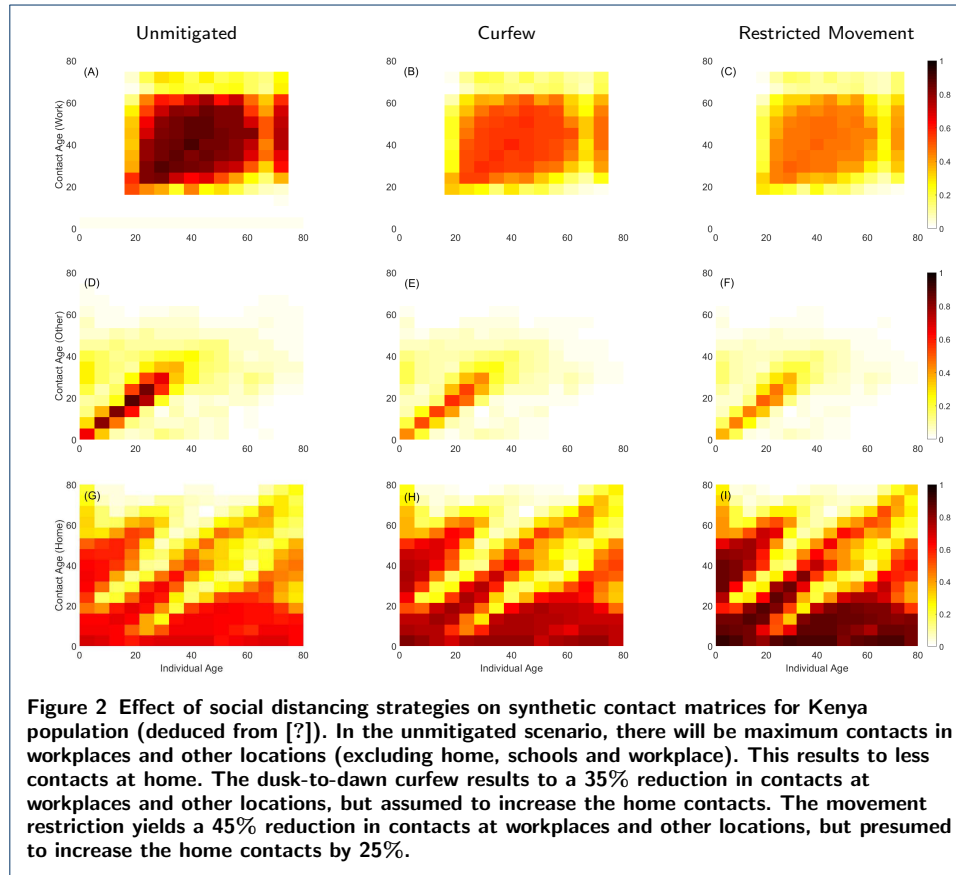 Unmitigated Curfew Restricted Movement
80 80 80 1
(A) (B) (C)
Contact Age (Work)
60 60 60 0.8
0.6
40 40 40
0.4
20 20 20
0.2
0 0 0 0
0 20 40 60 80 0 20 40 60 80 0 20 40 60 80
80 80 80 1
(D) (E) (F)
Contact Age (Other)
60 60 60 0.8
0.6
40 40 40
0.4
20 20 20
0.2
0 0 0 0
0 20 40 60 80 0 20 40 60 80 0 20 40 60 80
80 80 80 1
(G) (H) (I)
Contact Age (Home)
60 60 60 0.8
0.6
40 40 40
0.4
20 20 20
0.2
0 0 0 0
0 20 40 60 80 0 20 40 60 80 0 20 40 60 80
Individual Age Individual Age Individual Age
Figure 2 Effect of social distancing strategies on synthetic contact matrices for Kenya
population (deduced from [?]). In the unmitigated scenario, there will be maximum contacts in
workplaces and other locations (excluding home, schools and workplace). This results to less
contacts at home. The dusk-to-dawn curfew results to a 35% reduction in contacts at
workplaces and other locations, but assumed to increase the home contacts. The movement
restriction yields a 45% reduction in contacts at workplaces and other locations, but presumed
to increase the home contacts by 25%.